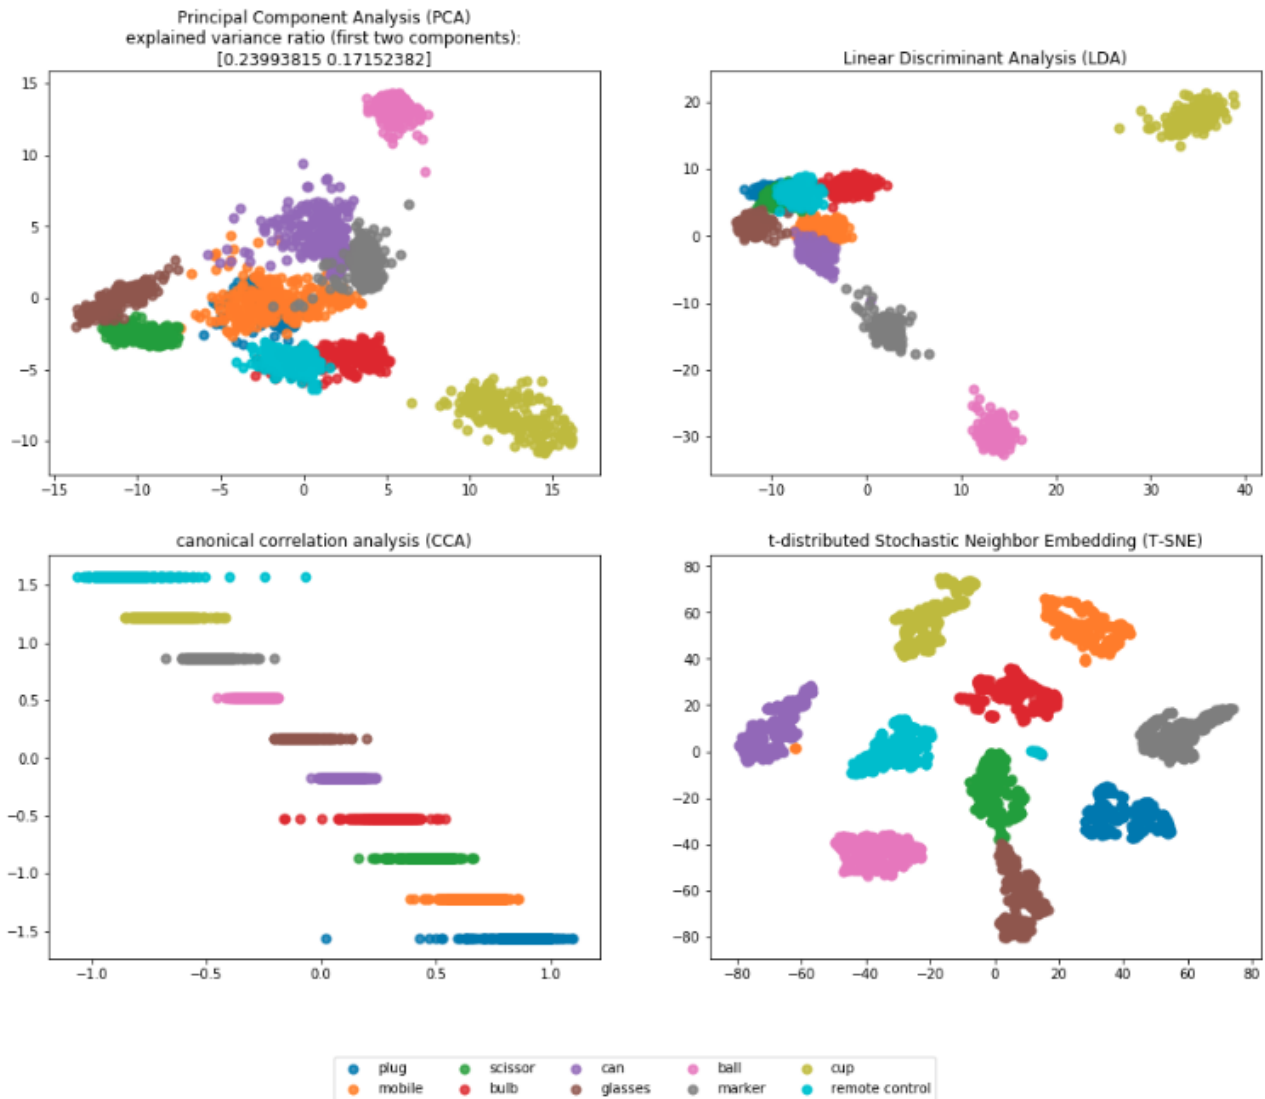 Principal Component Analysis (PCA)
explained variance ratio (first two components):
[0.23993815 0.17152382]
15
10
5
0
−5
−10
−15 −10 −5 0 5 10 15
Linear Discriminant Analysis (LDA)
20
10
0
−10
−20
−30
−10 0 10 20 30 40
canonical correlation analysis (CCA)
1.5
1.0
0.5
0.0
−0.5
−1.0
−1.5
−1.0 −0.5 0.0 0.5 1.0
t-distributed Stochastic Neighbor Embedding (T-SNE)
80
60
40
20
0
−20
−40
−60
−80
−80 −60 −40 −20 0 20 40 60 80
plug scissor can ball cup
mobile bulb glasses marker remote control